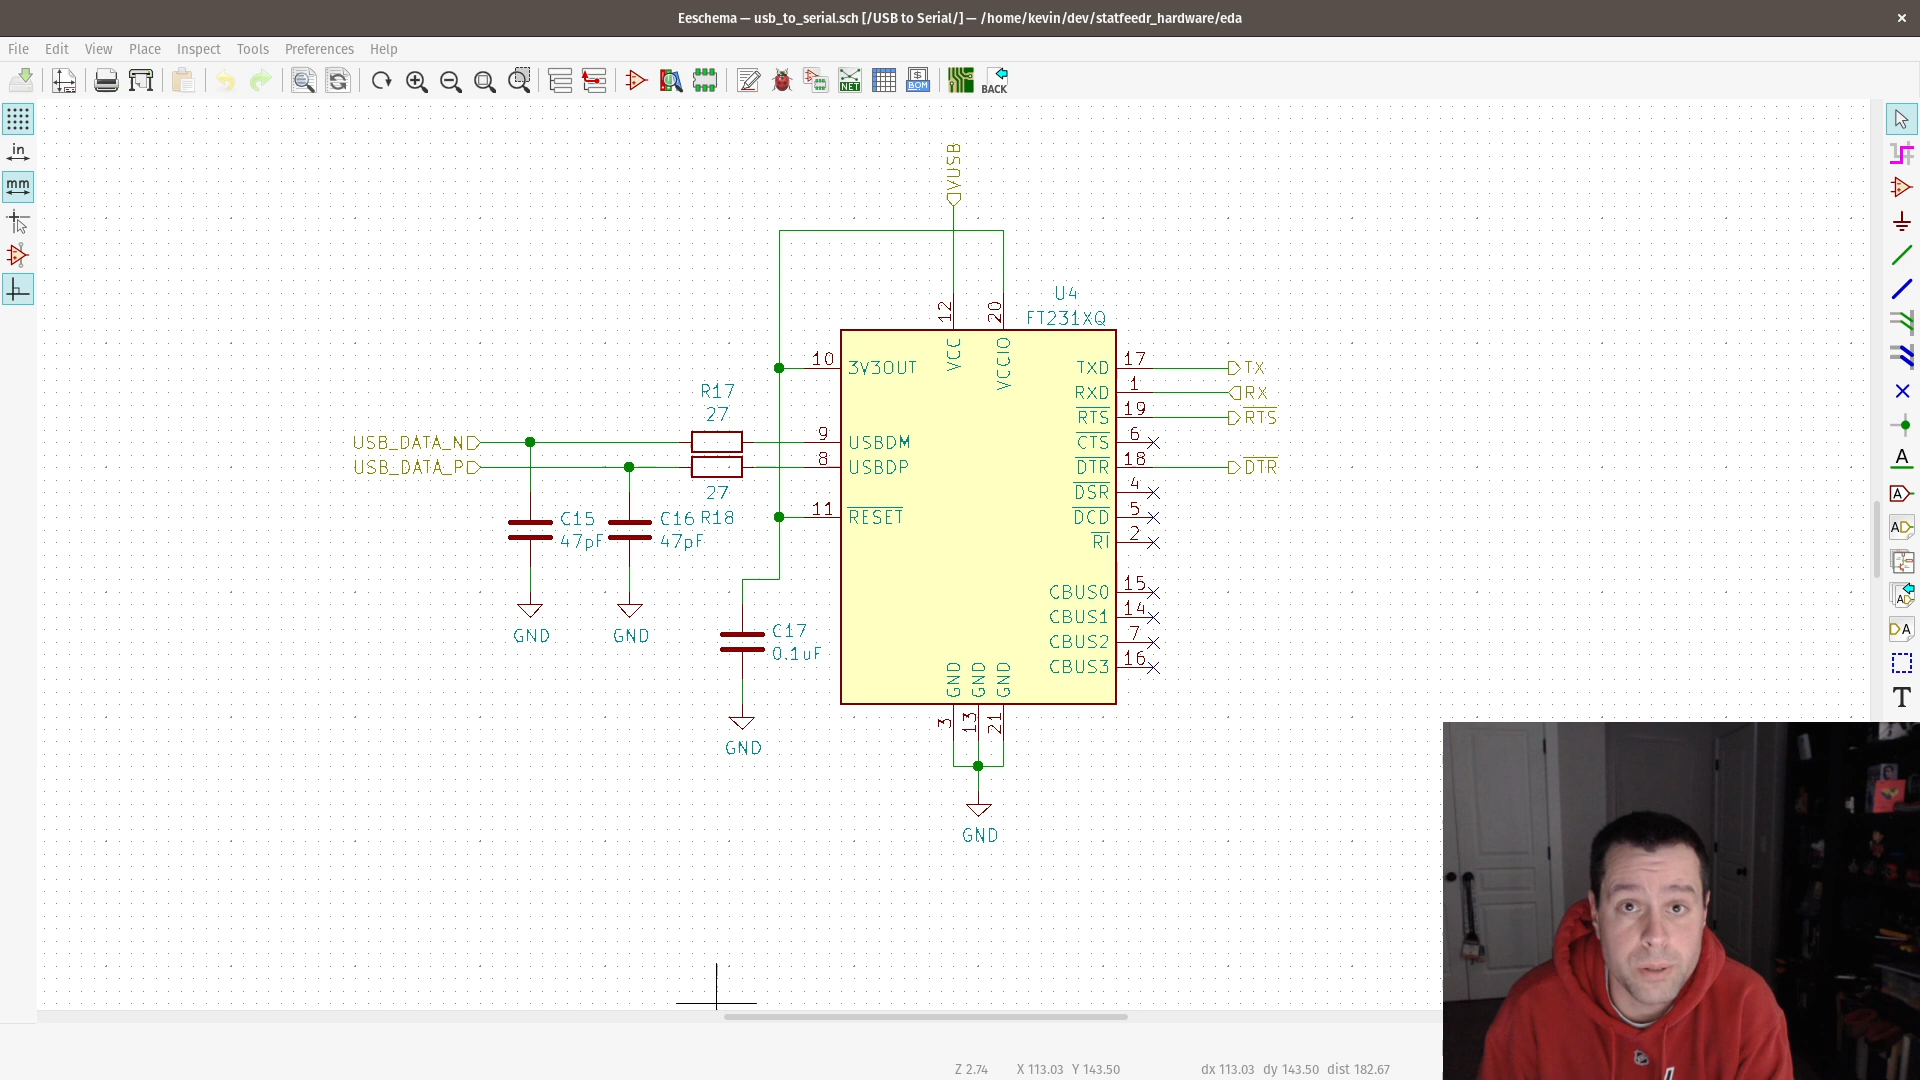 Eeschema — usb_to_serial.sch [/USB to Serial/] — /home/kevin/dev/statfeedr_hardware/eda
File Edit View Place Inspect Tools Preferences Help
NET
$
BOM
BACK
in
mm
VUSB
12
20
U4
FT231XQ
VCC
VCCIO
10
3V3OUT
TXD
17
TX
R17
27
RXD
1
RX
RTS
19
RTS
USB_DATA_N
9
USBDM
CTS
6
USB_DATA_P
8
USBDP
DTR
18
DTR
27
DSR
4
C15
47pF
C16
47pF
R18
11
RESET
DCD
5
RI
2
CBUS0
15
CBUS1
14
CBUS2
7
CBUS3
16
GND
GND
C17
0.1uF
GND
GND
GND
GND
3
13
21
GND
A
A
A
A
A
T
Z 2.74
X 113.03 Y 143.50
dx 113.03 dy 143.50 dist 182.67